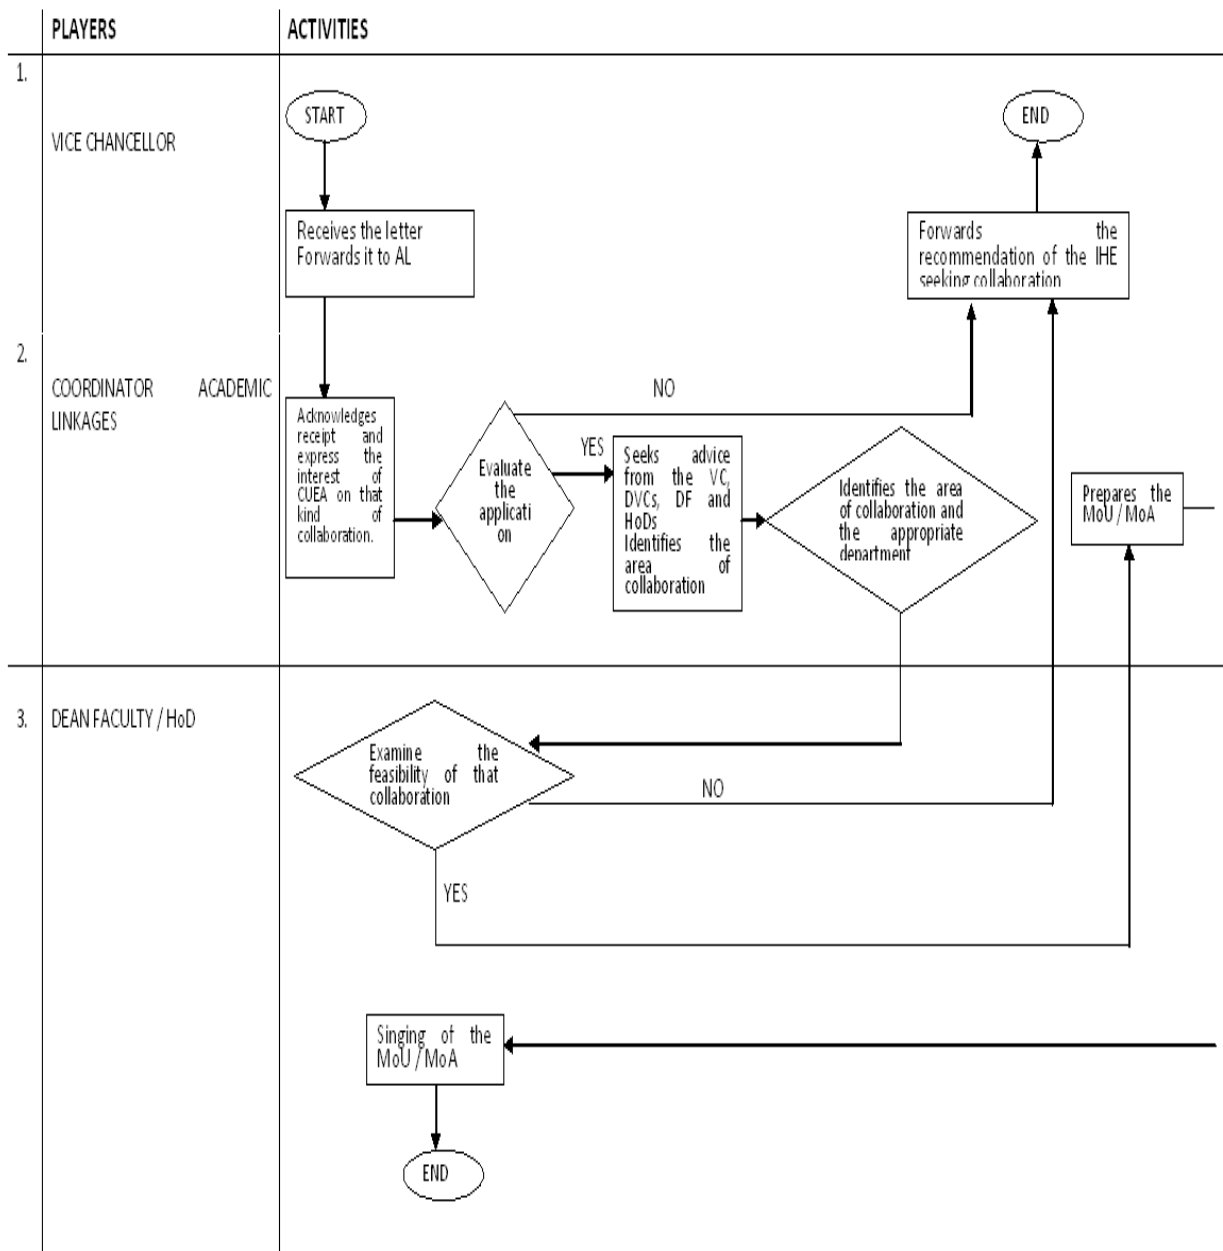 PLAYERS
ACTIVITIES
1.
VICE CHANCELLOR
START
END
Receives the letter
Forwards it to AL
Forwards the
recommendation of the IHE
seeking collaboration
2.
COORDINATOR ACADEMIC
LINKAGES
Acknowledges
receipt and
express the
interest of
CUEA on that
kind of
collaboration.
Evaluate
the
applicati
on
NO
YES
Seeks advice
from the VC,
DVCs, DF and
HoDs
Identifies the
area of
collaboration
Identifies the area
of collaboration and
the appropriate
department
Prepares the
MoU / MoA
3.
DEAN FACULTY / HoD
Examine the
feasibility of that
collaboration
NO
YES
Singing of the
MoU / MoA
END